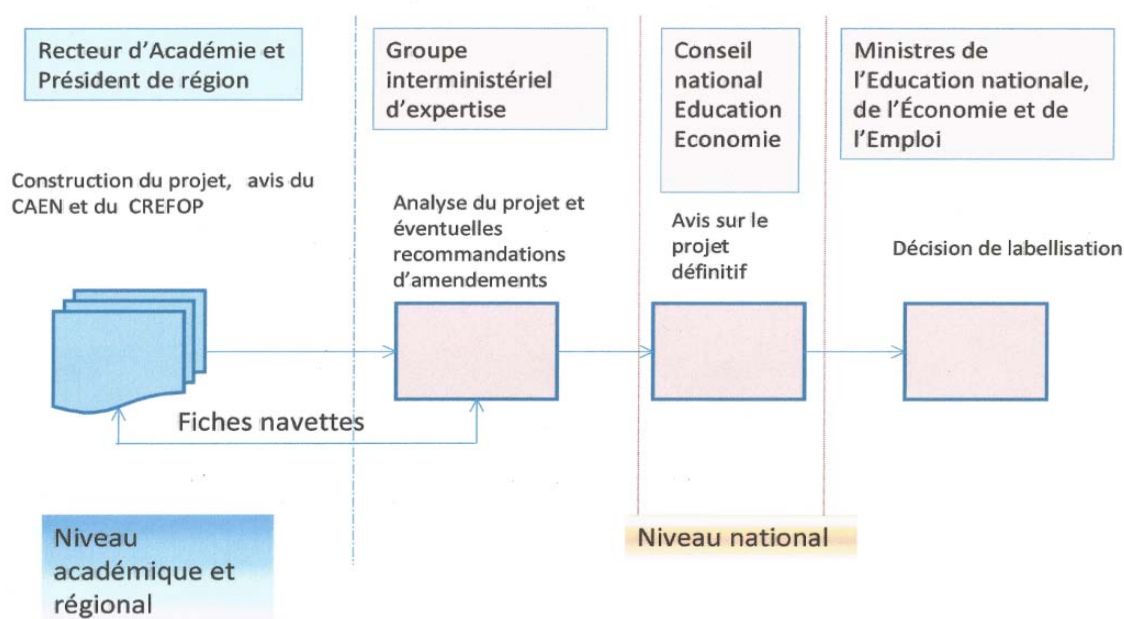 Recteur d'Académie et
Président de région
Groupe
interministériel
d'expertise
Conseil
national
Education
Economie
Ministres de
l'Education nationale,
de l'Économie et de
l'Emploi
Construction du projet, avis du
CAEN et du CREFOP
Analyse du projet et
éventuelles
recommandations
d'amendements
Avis sur le
projet
définitif
Décision de labellisation
Fiches navettes
Niveau
académique et
régional
Niveau national